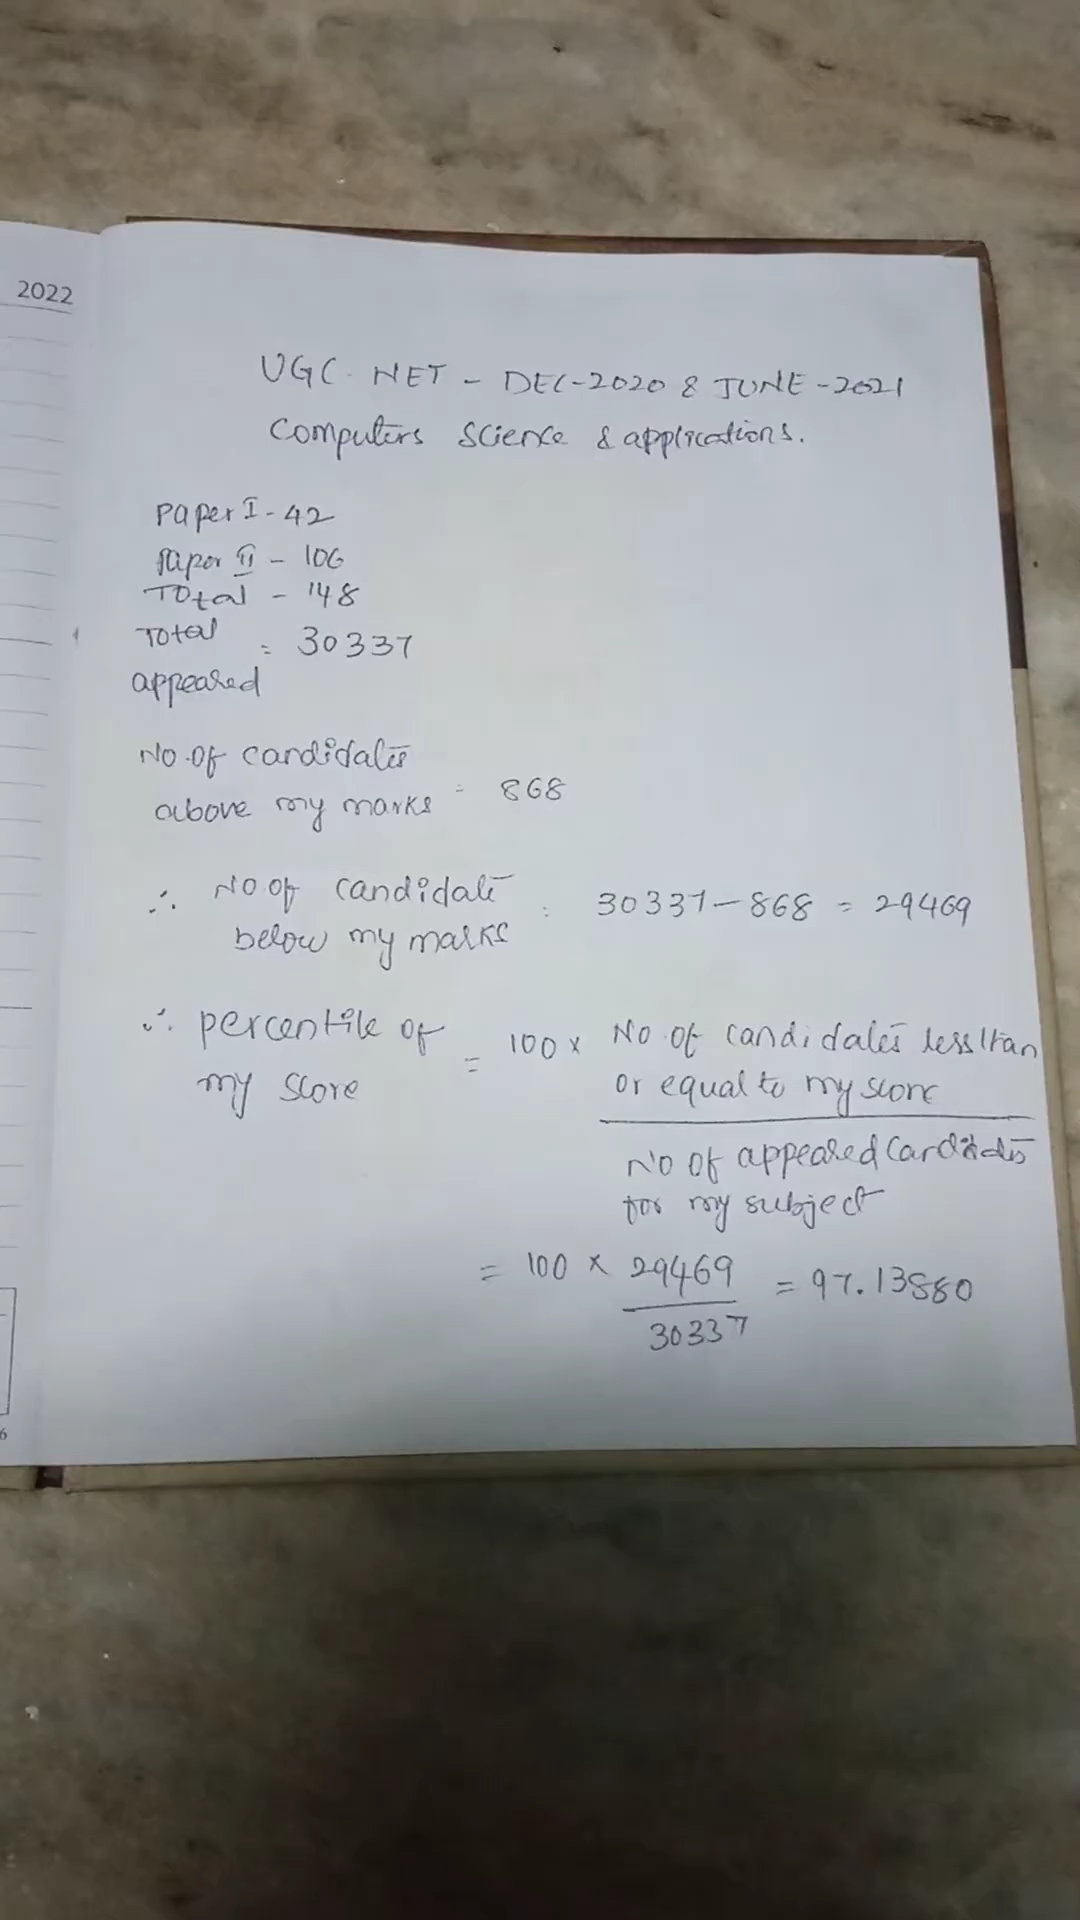 2022
UGC NET - DEC-2020 & JUNE-2021
Computers Science & applications.
Paper I - 42
Paper II - 106
Total - 148
Total appeared = 30337
No. of candidates
above my marks = 868
∴ No of candidate
below my marks = 30337 - 868 = 29469
∴ percentile of my score = 100 × No. of candidates less than
or equal to my score
No of appeared candidates
for my subject
= 100 × 29469 / 30337 = 97.13880
6